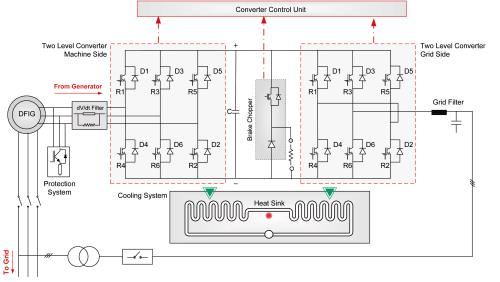 Converter Control Unit
Two Level Converter
Machine Side
Two Level Converter
Grid Side
+
D1
D3
D5
R1
R3
R5
D1
D3
D5
R1
R3
R5
From Generator
dV/dt Filter
DFIG
C
Brake Chopper
Grid Filter
D4
D6
D2
R4
R6
R2
D4
D6
D2
R4
R6
R2
Protection
System
−
Cooling System
Heat Sink
To Grid